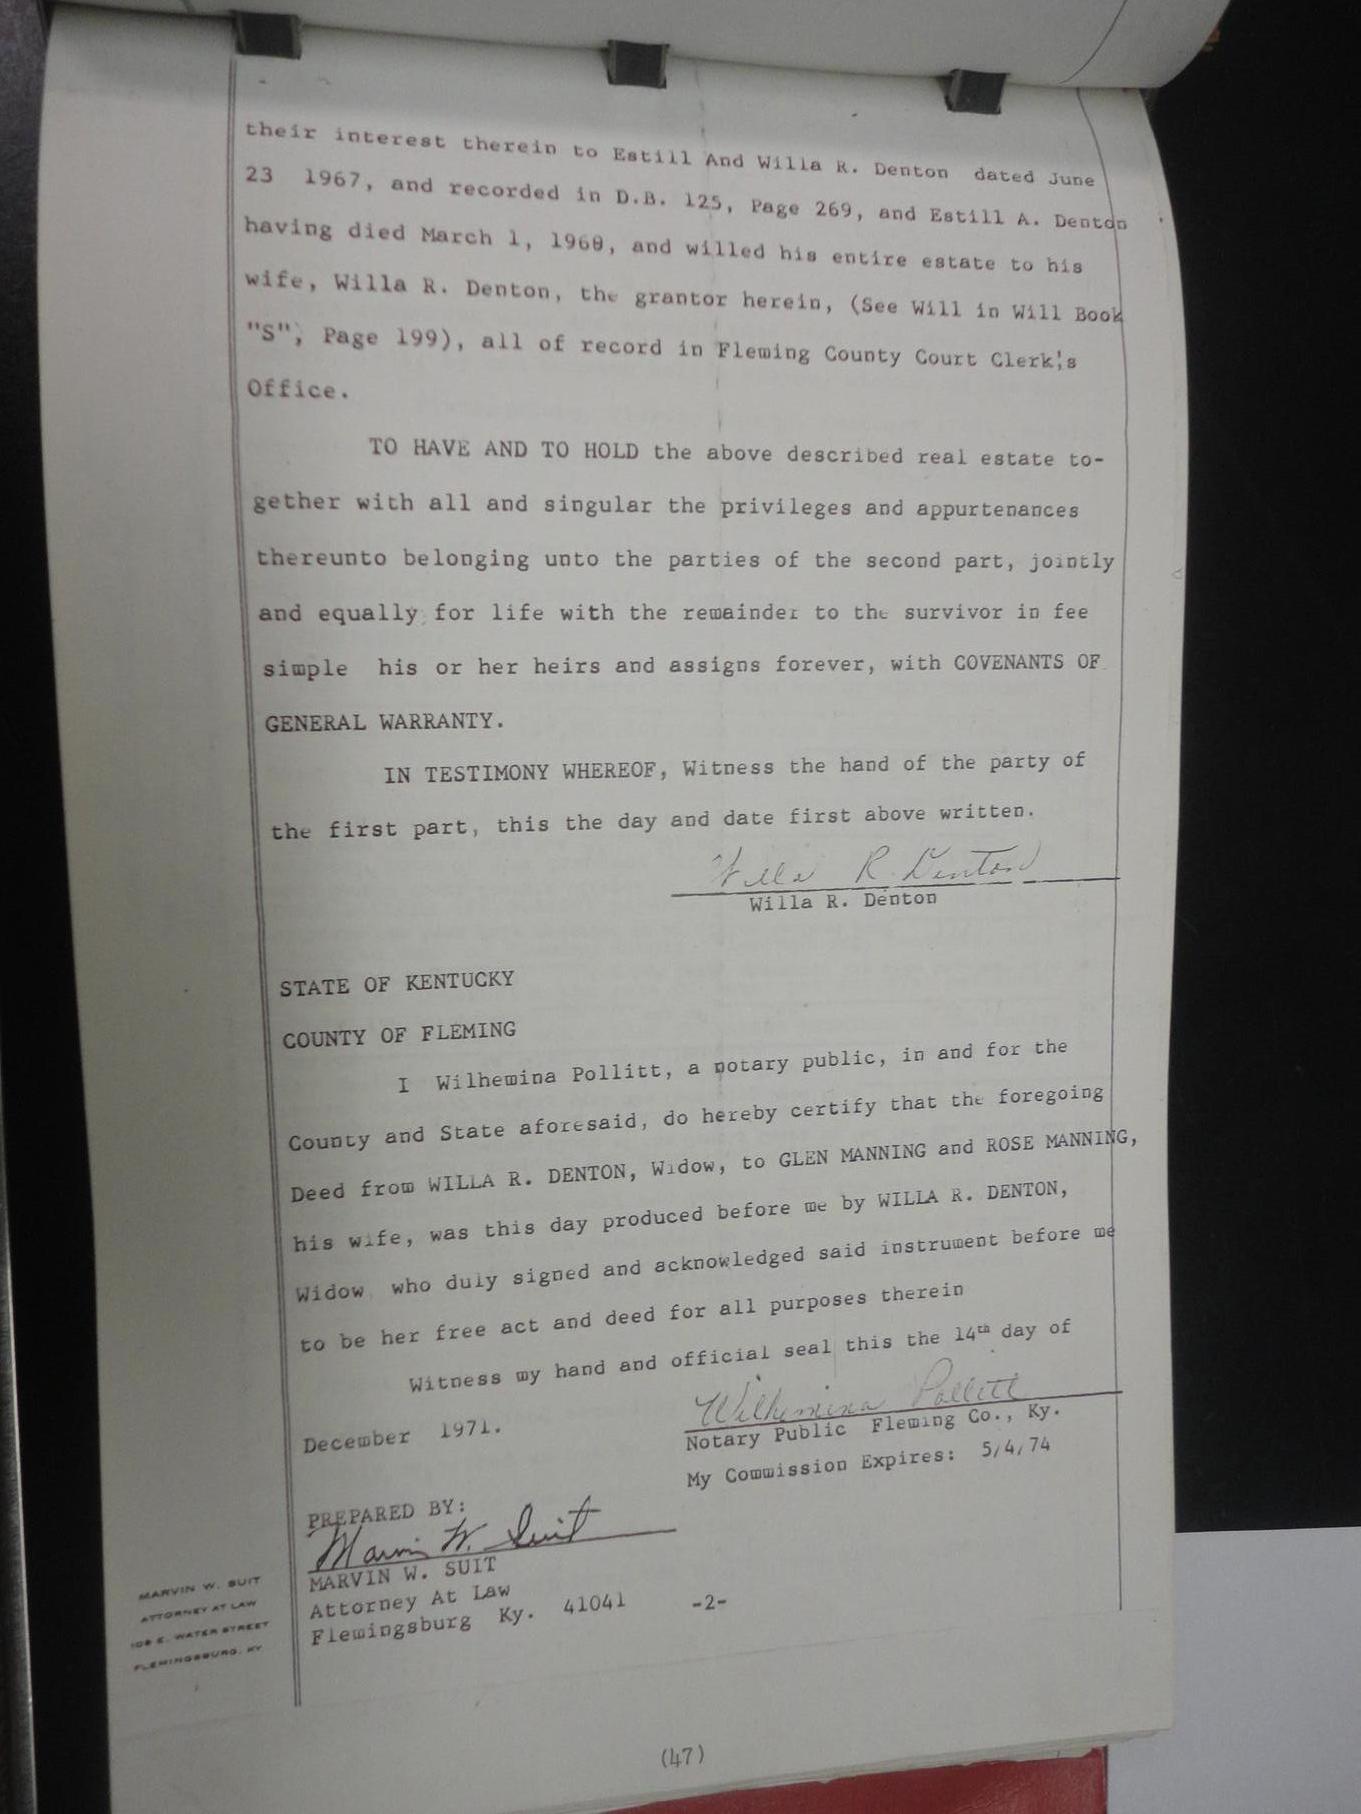 their interest therein to Estill And Willa R. Denton dated June
23 1967, and recorded in D.B. 125, Page 269, and Estill A. Denton
having died March 1, 1960, and willed his entire estate to his
wife, Willa R. Denton, the grantor herein, (See Will in Will Book
"S", Page 199), all of record in Fleming County Court Clerk's
Office.
TO HAVE AND TO HOLD the above described real estate to-
gether with all and singular the privileges and appurtenances
thereunto belonging unto the parties of the second part, jointly
and equally for life with the remainder to the survivor in fee
simple his or her heirs and assigns forever, with COVENANTS OF
GENERAL WARRANTY.
IN TESTIMONY WHEREOF, Witness the hand of the party of
the first part, this the day and date first above written.
Willa R. Denton
Willa R. Denton
STATE OF KENTUCKY
COUNTY OF FLEMING
I Wilhemina Pollitt, a notary public, in and for the
County and State aforesaid, do hereby certify that the foregoing
Deed from WILLA R. DENTON, Widow, to GLEN MANNING and ROSE MANNING,
his wife, was this day produced before me by WILLA R. DENTON,
Widow who duly signed and acknowledged said instrument before me
to be her free act and deed for all purposes therein
Witness my hand and official seal this the 14th day of
December 1971.
Wilhemina Pollitt
Notary Public Fleming Co., Ky.
My Commission Expires: 5/4/74
PREPARED BY:
Marvin W. Suit
MARVIN W. SUIT
Attorney At Law
Flemingsburg Ky. 41041
-2-
MARVIN W. SUIT
ATTORNEY AT LAW
109 E. WATER STREET
FLEMINGSBURG, KY
(47)